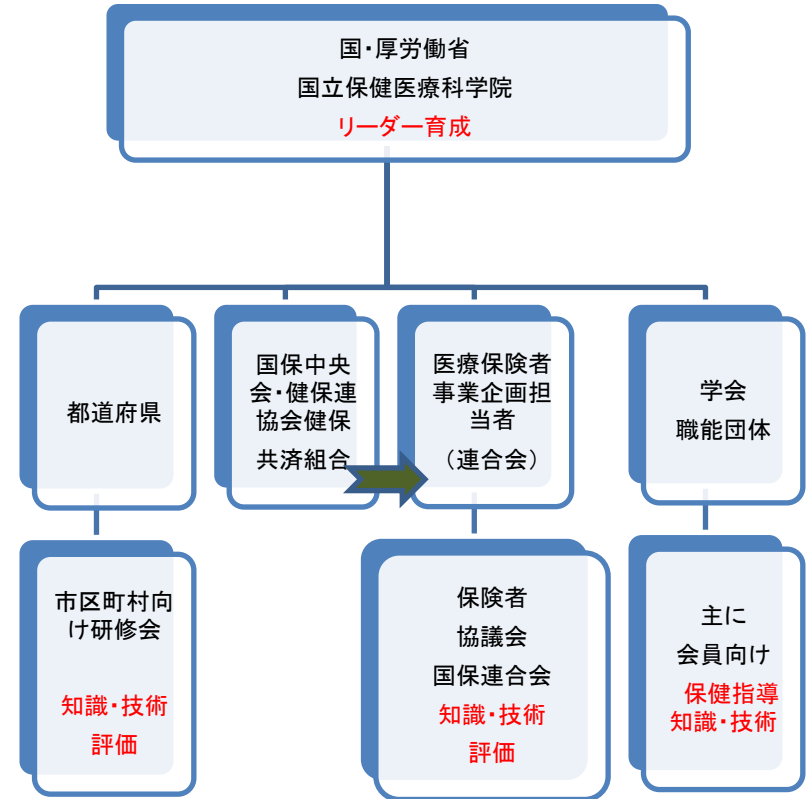 国・厚労働省
国立保健医療科学院
リーダー育成
都道府県
国保中央
会・健保連
協会健保
共済組合
医療保険者
事業企画担
当者
（連合会）
学会
職能団体
市区町村向
け研修会
知識・技術
評価
保険者
協議会
国保連合会
知識・技術
評価
主に
会員向け
保健指導
知識・技術